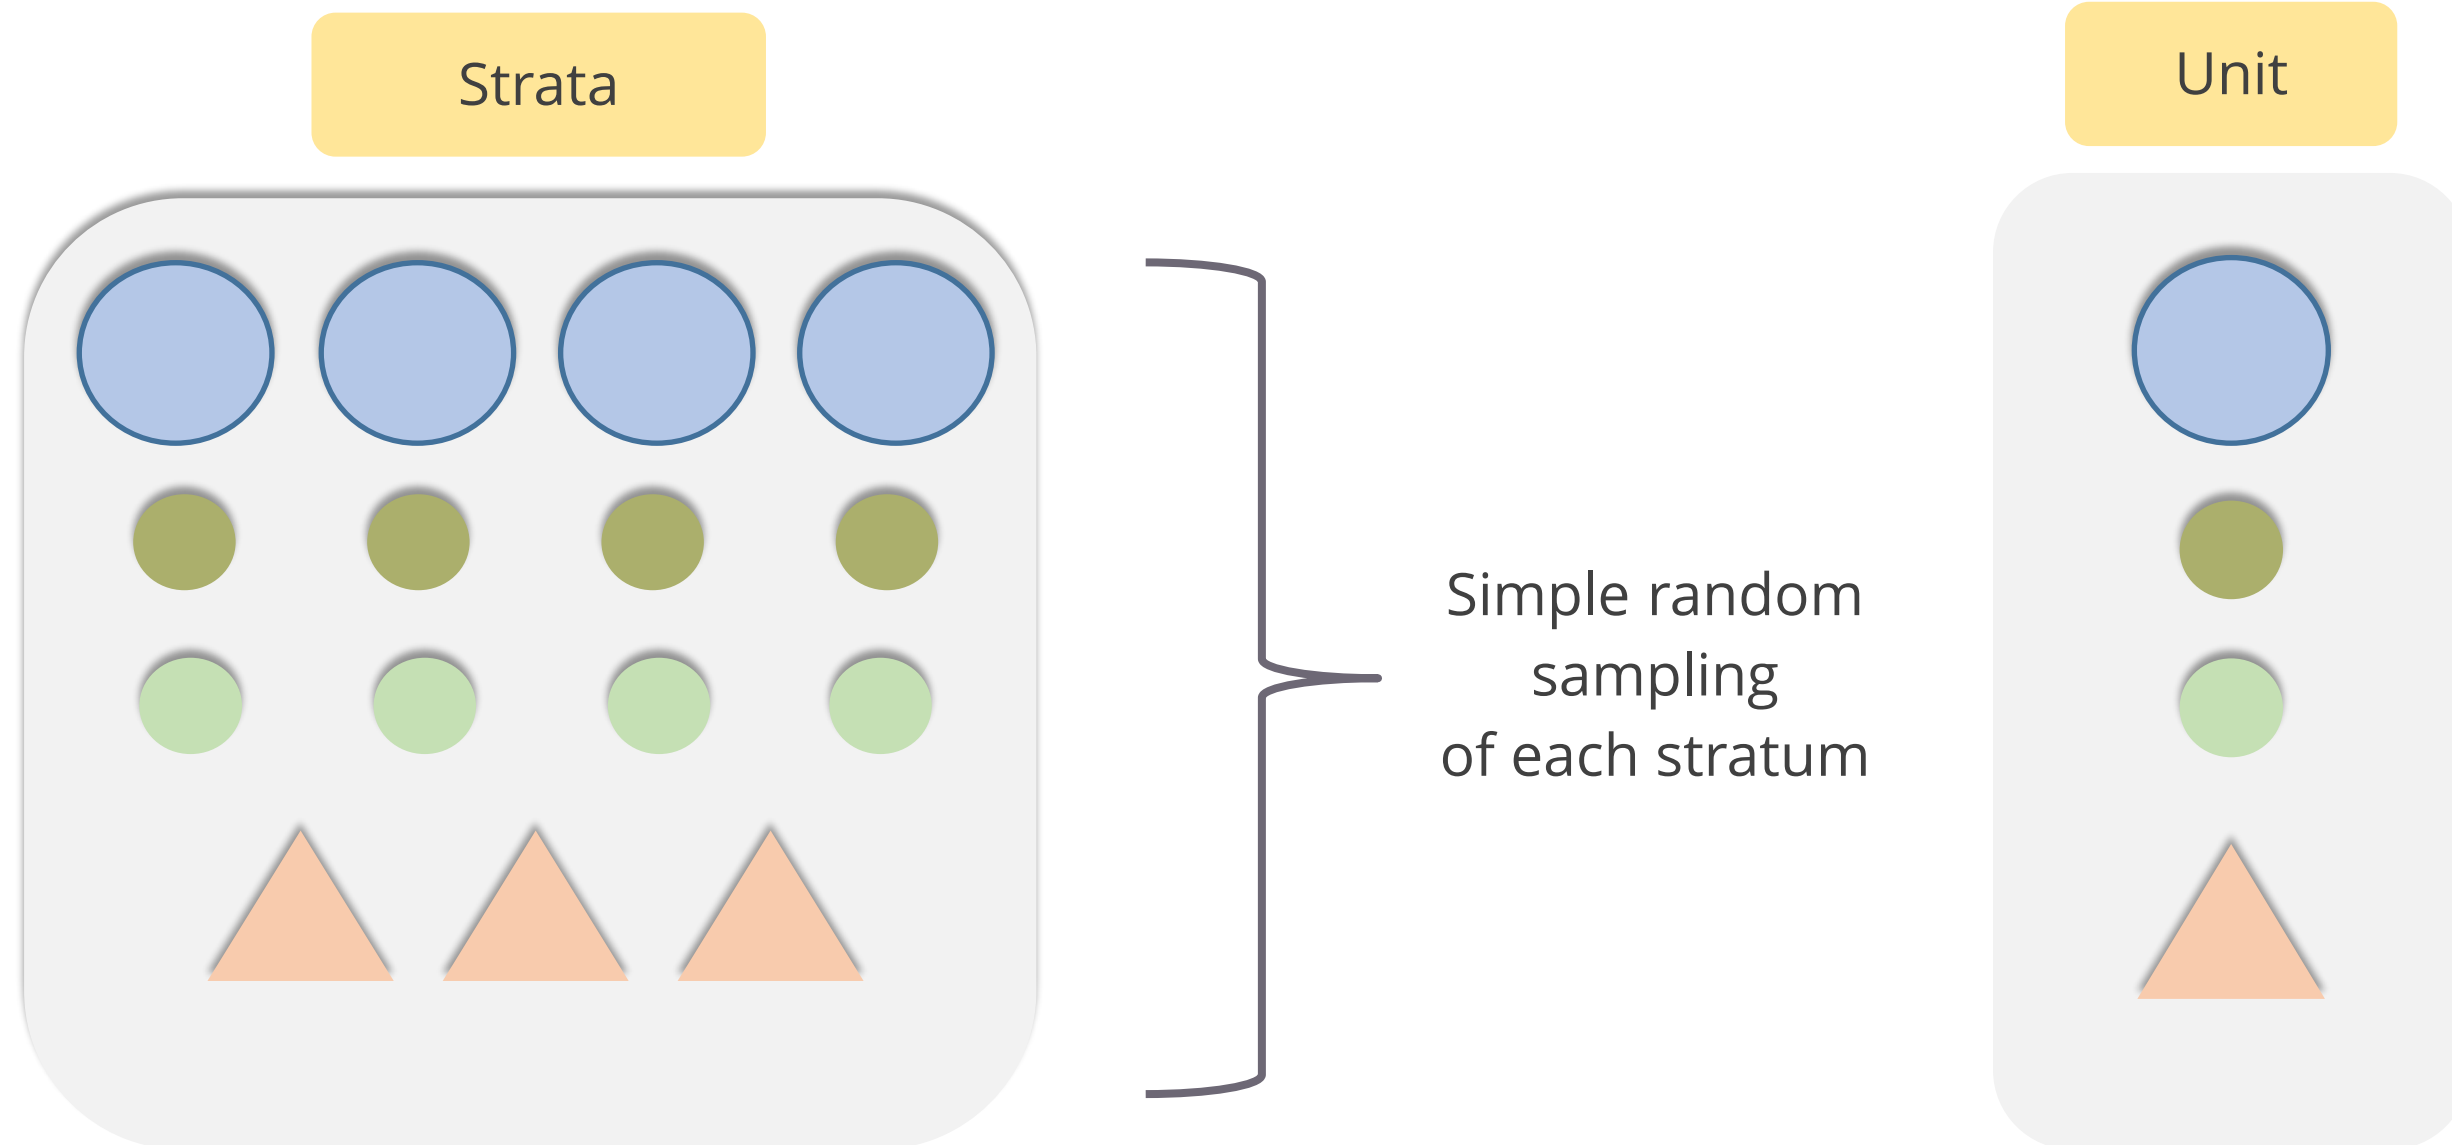 Strata
Unit
Simple random
sampling
of each stratum